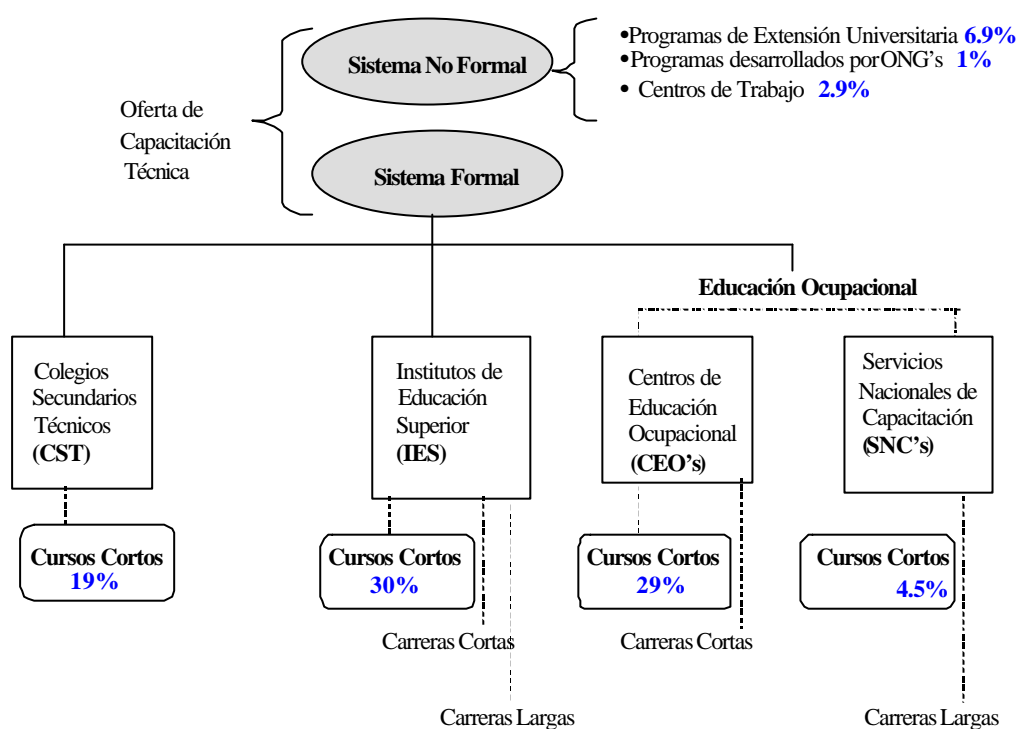 •Programas de Extensión Universitaria 6.9%
Sistema No Formal
•Programas desarrollados por ONG's 1%
• Centros de Trabajo 2.9%
Oferta de
Capacitación
Técnica
Sistema Formal
Educación Ocupacional
Colegios
Secundarios
Técnicos
(CST)
Institutos de
Educación
Superior
(IES)
Centros de
Educación
Ocupacional
(CEO's)
Servicios
Nacionales de
Capacitación
(SNC's)
Cursos Cortos
19%
Cursos Cortos
30%
Cursos Cortos
29%
Cursos Cortos
4.5%
Carreras Cortas
Carreras Cortas
Carreras Largas
Carreras Largas